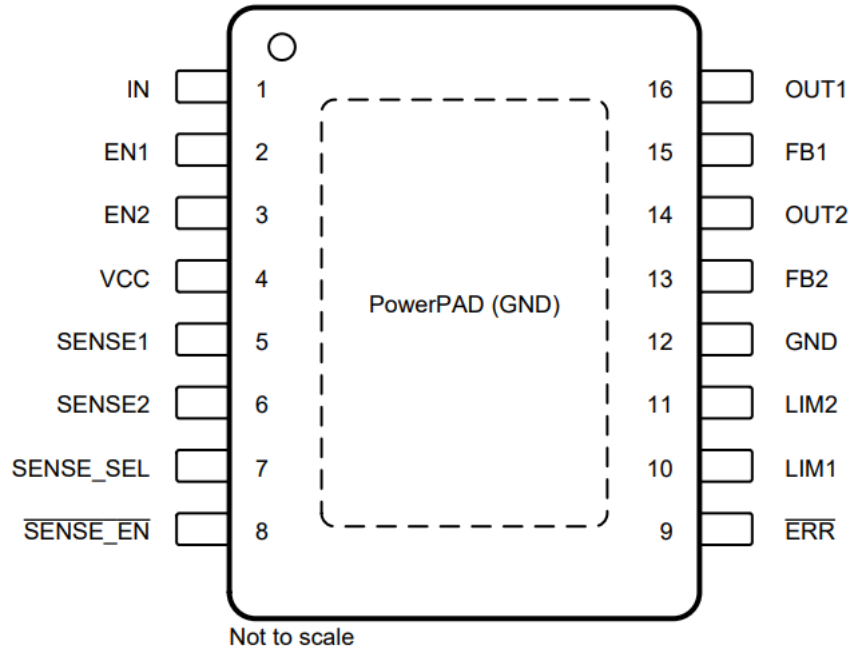 IN 1 16 OUT1
EN1 2 15 FB1
EN2 3 14 OUT2
VCC 4 13 FB2
PowerPAD (GND)
SENSE1 5 12 GND
SENSE2 6 11 LIM2
SENSE_SEL 7 10 LIM1
SENSE_EN 8 9 ERR
Not to scale